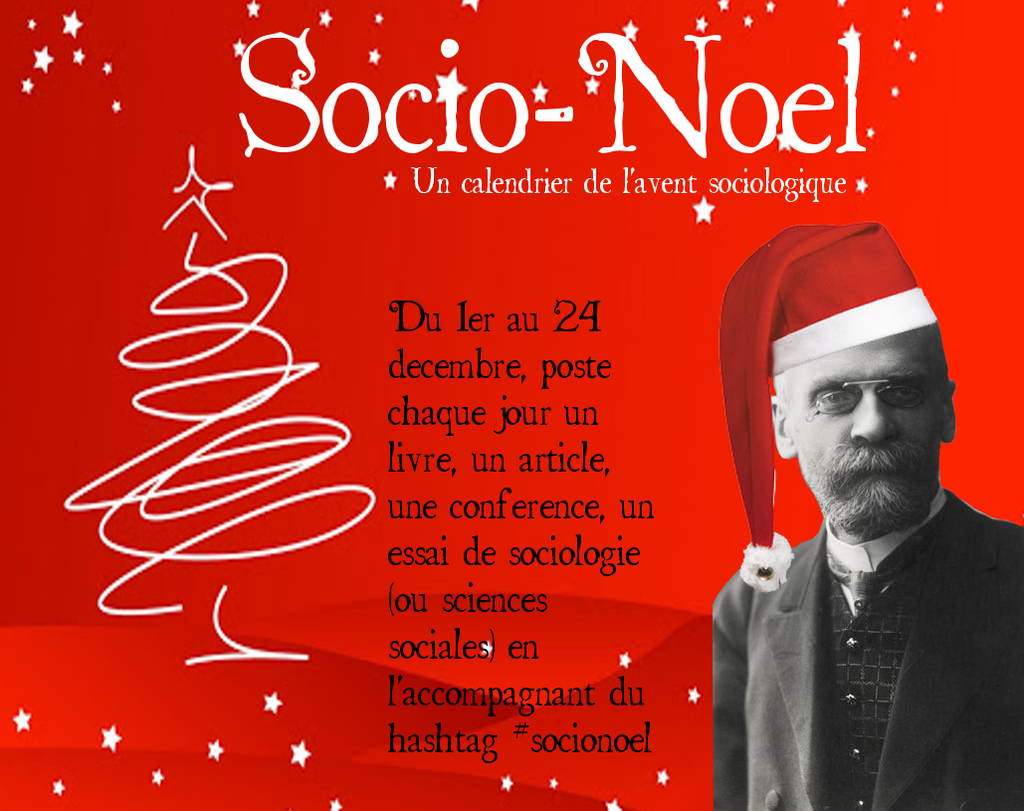 Socio-Noel
Un calendrier de l'avent sociologique
Du 1er au 24
decembre, poste
chaque jour un
livre, un article,
une conference, un
essai de sociologie
(ou sciences
sociales) en
l'accompagnant du
hashtag #socionoel